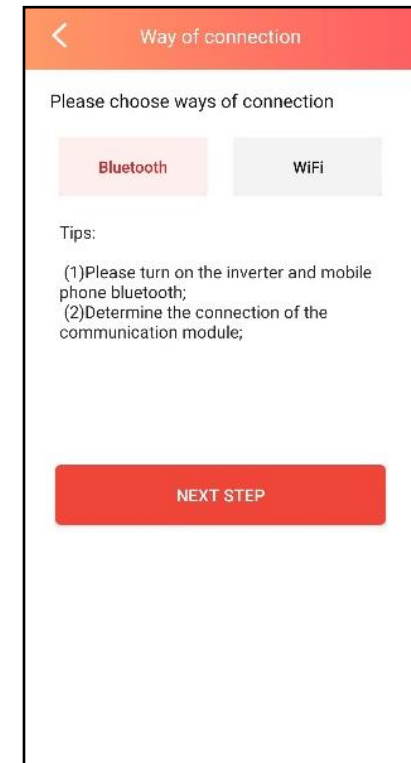 Way of connection
Please choose ways of connection
Bluetooth
WiFi
Tips:
(1)Please turn on the inverter and mobile
phone bluetooth;
(2)Determine the connection of the
communication module;
NEXT STEP